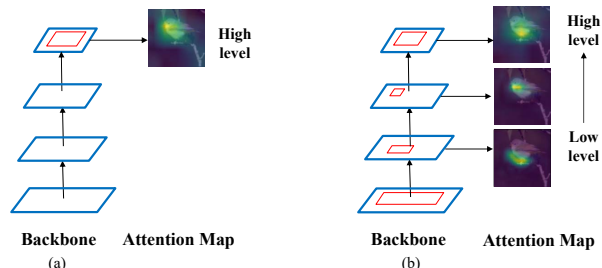 High
level
Backbone Attention Map
(a)
High
level
Low
level
Backbone Attention Map
(b)